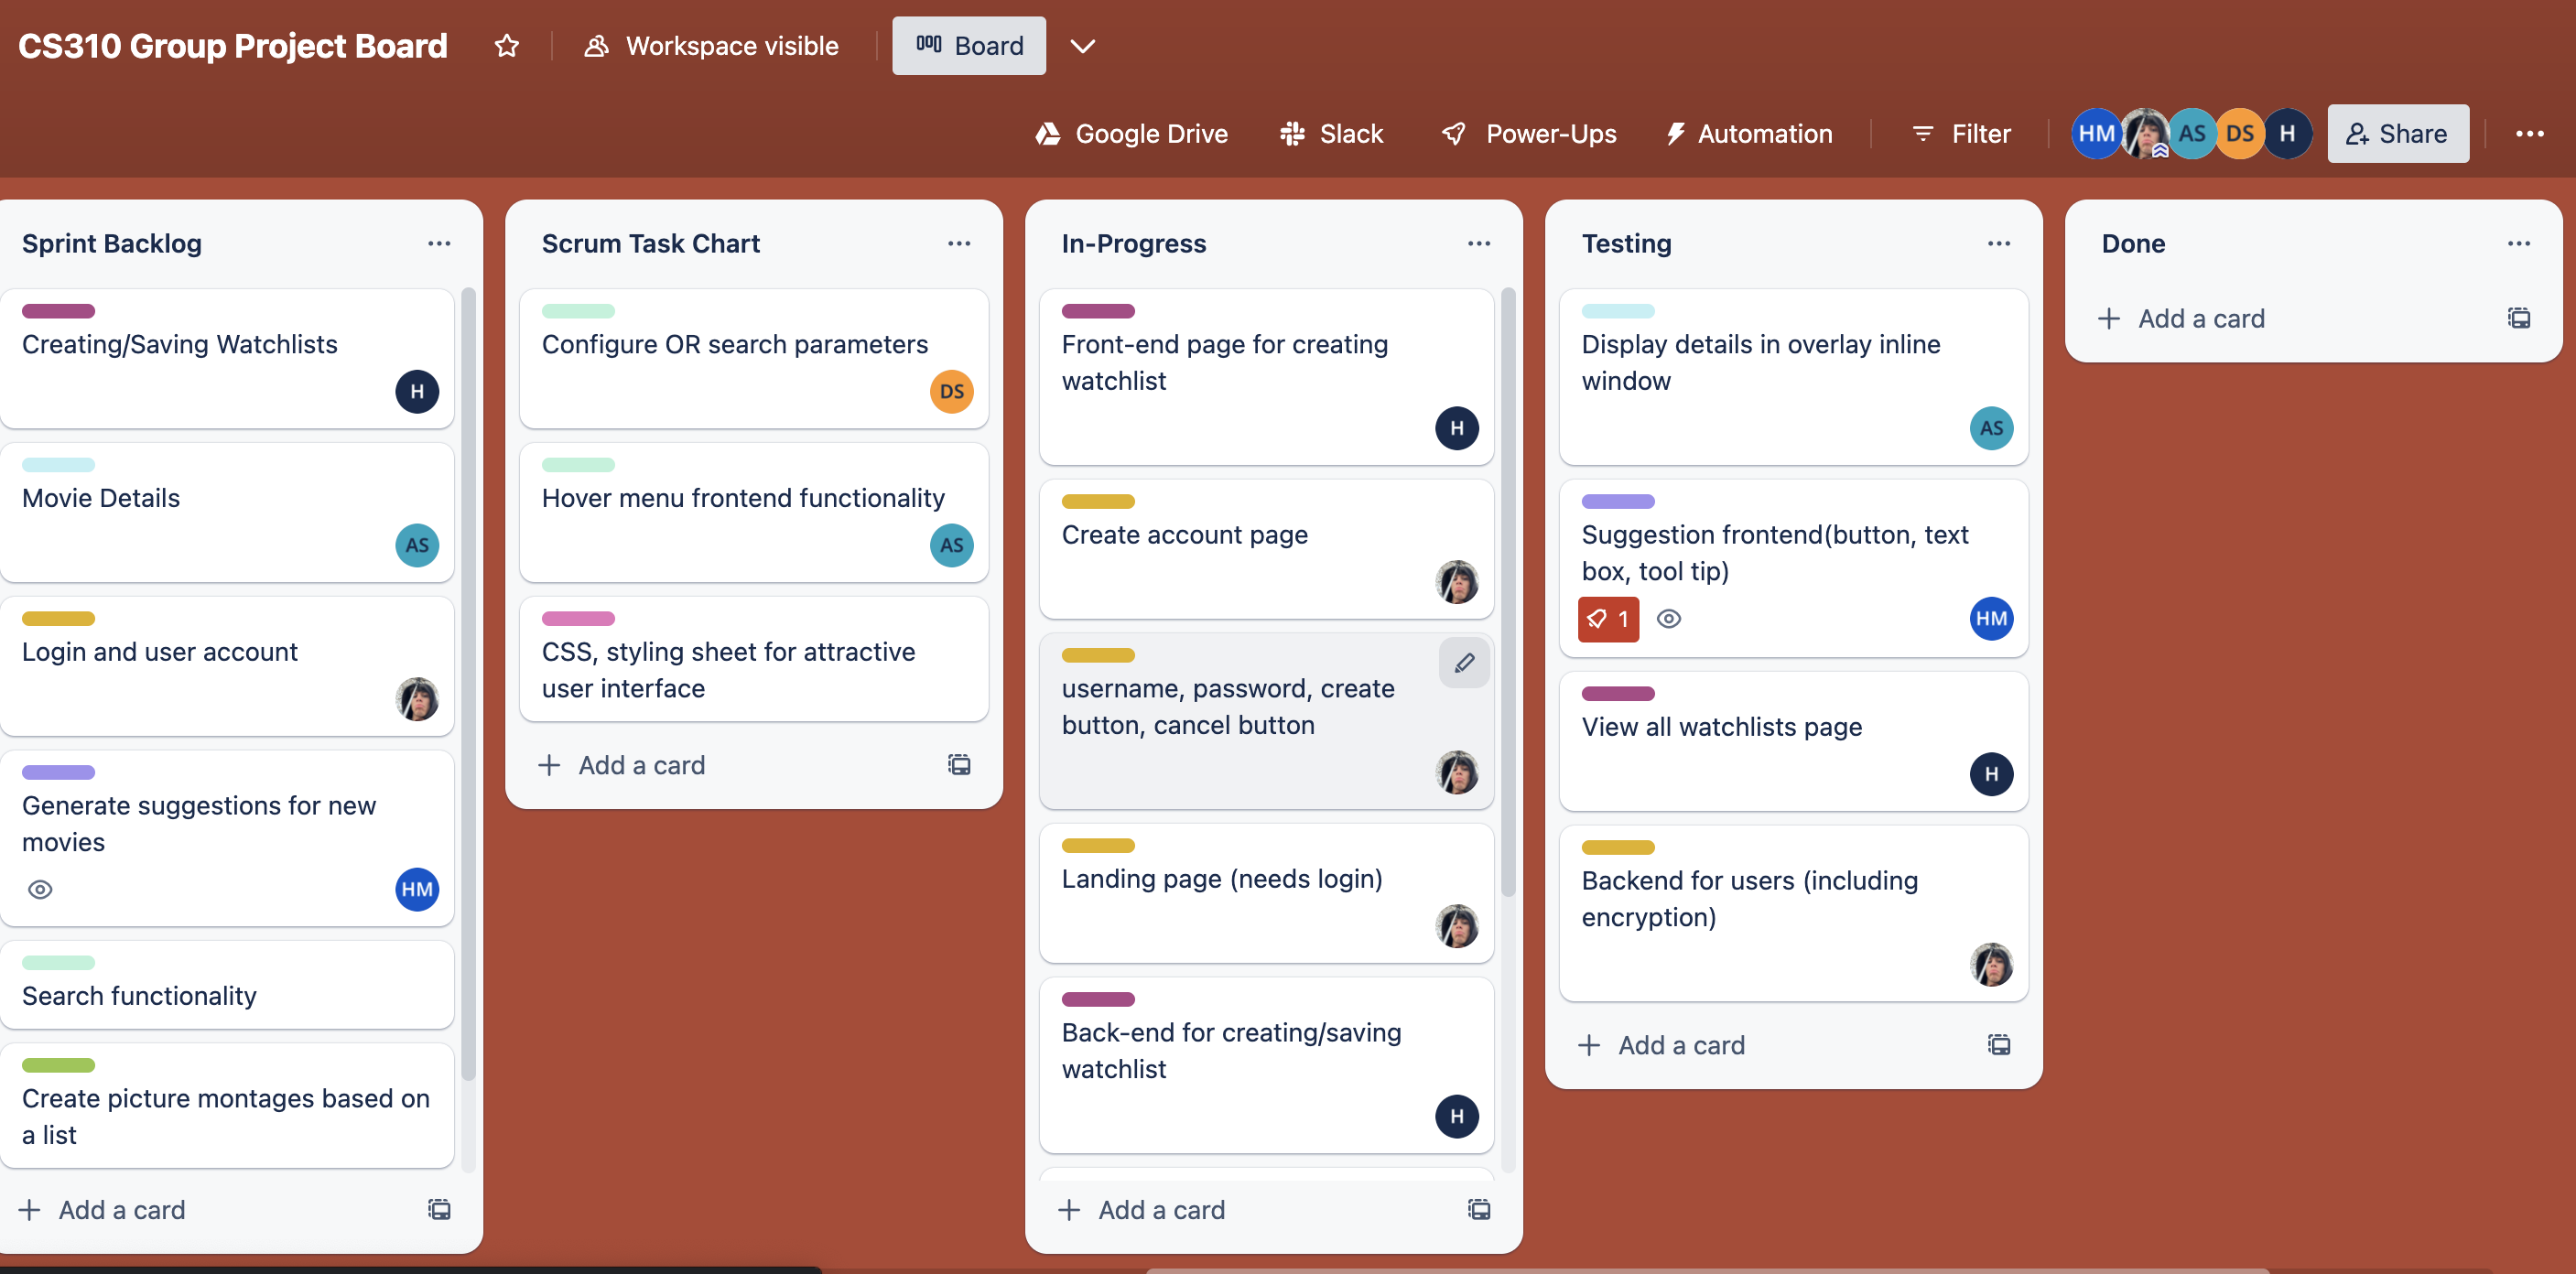 CS310 Group Project Board
Workspace visible
Board
Google Drive
Slack
Power-Ups
Automation
Filter
HM
AS
DS
H
Share
Sprint Backlog
Creating/Saving Watchlists
H
Movie Details
AS
Login and user account
Generate suggestions for new
movies
HM
Search functionality
Create picture montages based on
a list
Add a card
Scrum Task Chart
Configure OR search parameters
DS
Hover menu frontend functionality
AS
CSS, styling sheet for attractive
user interface
Add a card
In-Progress
Front-end page for creating
watchlist
H
Create account page
username, password, create
button, cancel button
Landing page (needs login)
Back-end for creating/saving
watchlist
H
Add a card
Testing
Display details in overlay inline
window
AS
Suggestion frontend(button, text
box, tool tip)
1
HM
View all watchlists page
H
Backend for users (including
encryption)
Add a card
Done
Add a card